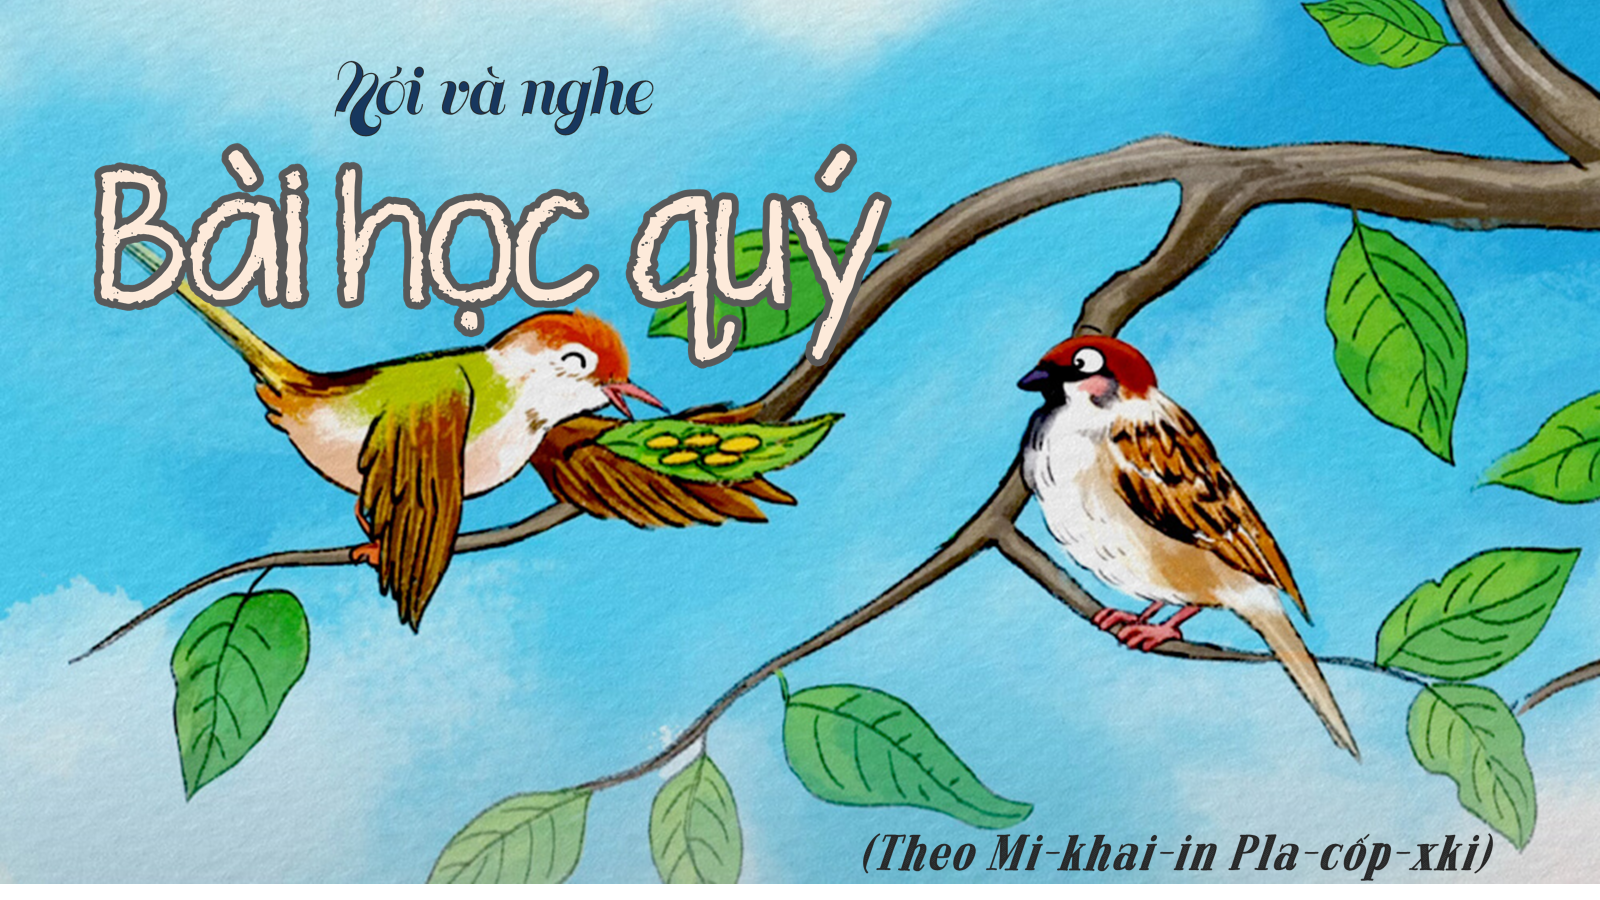 Nói và nghe
Bài học quý
(Theo Mi-khai-in Pla-cốp-xki)